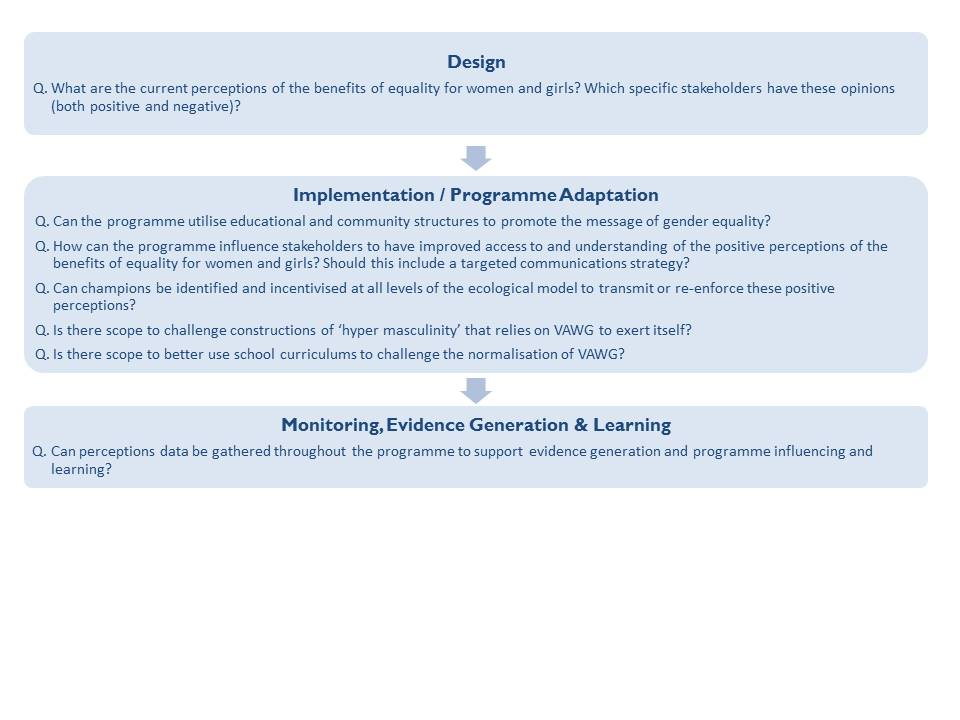 Design
Q. What are the current perceptions of the benefits of equality for women and girls? Which specific stakeholders have these opinions
(both positive and negative)?
Implementation / Programme Adaptation
Q. Can the programme utilise educational and community structures to promote the message of gender equality?
Q. How can the programme influence stakeholders to have improved access to and understanding of the positive perceptions of the
benefits of equality for women and girls? Should this include a targeted communications strategy?
Q. Can champions be identified and incentivised at all levels of the ecological model to transmit or re-enforce these positive
perceptions?
Q. Is there scope to challenge constructions of ‘hyper masculinity’ that relies on VAWG to exert itself?
Q. Is there scope to better use school curriculums to challenge the normalisation of VAWG?
Monitoring, Evidence Generation & Learning
Q. Can perceptions data be gathered throughout the programme to support evidence generation and programme influencing and
learning?